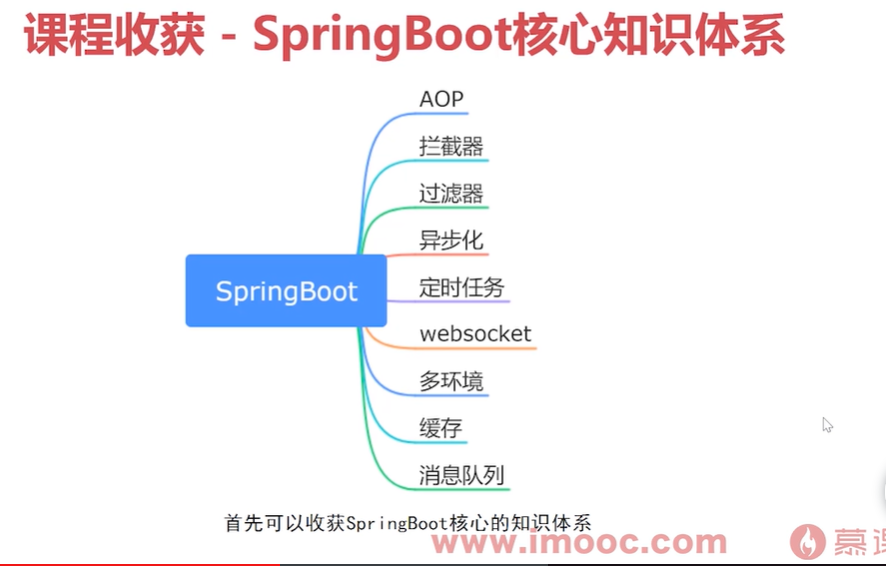 课程收获 - SpringBoot核心知识体系
AOP
拦截器
过滤器
异步化
SpringBoot
定时任务
websocket
多环境
缓存
消息队列
首先可以收获SpringBoot核心的知识体系
www.imooc.com
慕课